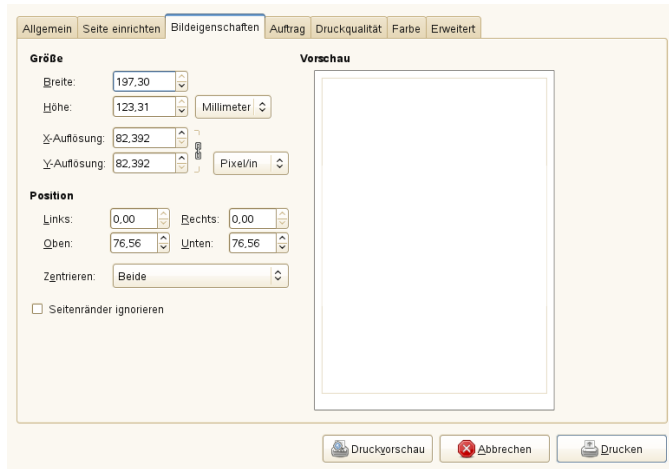 Allgemein Seite einrichten Bildeigenschaften Auftrag Druckqualität Farbe Erweitert
Größe Vorschau
Breite: 197,30
Höhe: 123,31 Millimeter
X-Auflösung: 82,392
Y-Auflösung: 82,392 Pixel/in
Position
Links: 0,00 Rechts: 0,00
Oben: 76,56 Unten: 76,56
Zentrieren: Beide
Seitenränder ignorieren
Druckvorschau Abbrechen Drucken